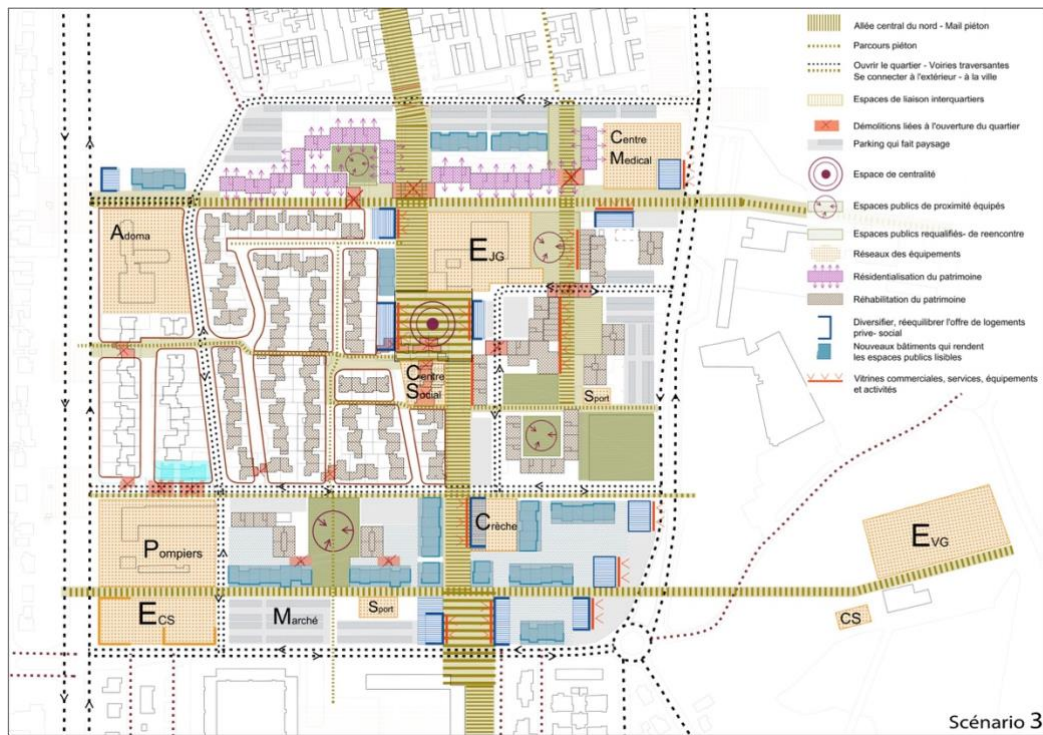 Allée central du nord - Mail piéton
Parcours piéton
Ouvrir le quartier - Voiries traversantes
Se connecter à l'extérieur - à la ville
Espaces de liaison interquartiers
Démolitions liées à l'ouverture du quartier
Parking qui fait paysage
Espace de centralité
Espaces publics de proximité équipés
Espaces publics requalifiés- de reencontre
Réseaux des équipements
Résidentialisation du patrimoine
Réhabilitation du patrimoine
Diversifier, rééquilibrer l'offre de logements
prive- social
Nouveaux bâtiments qui rendent
les espaces publics lisibles
Vitrines commerciales, services, équipements
et activités
Centre
Medical
Adoma
EJG
Centre
Social
Sport
Pompiers
Crèche
EVG
ECS
Marché
Sport
CS
Scénario 3